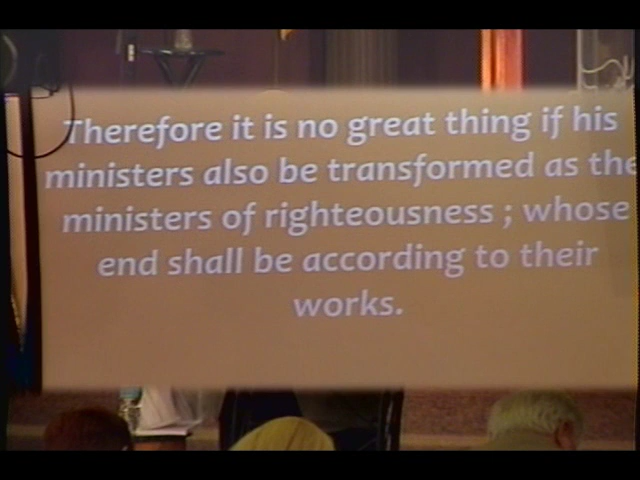 Therefore it is no great thing if his
ministers also be transformed as the
ministers of righteousness ; whose
end shall be according to their
works.